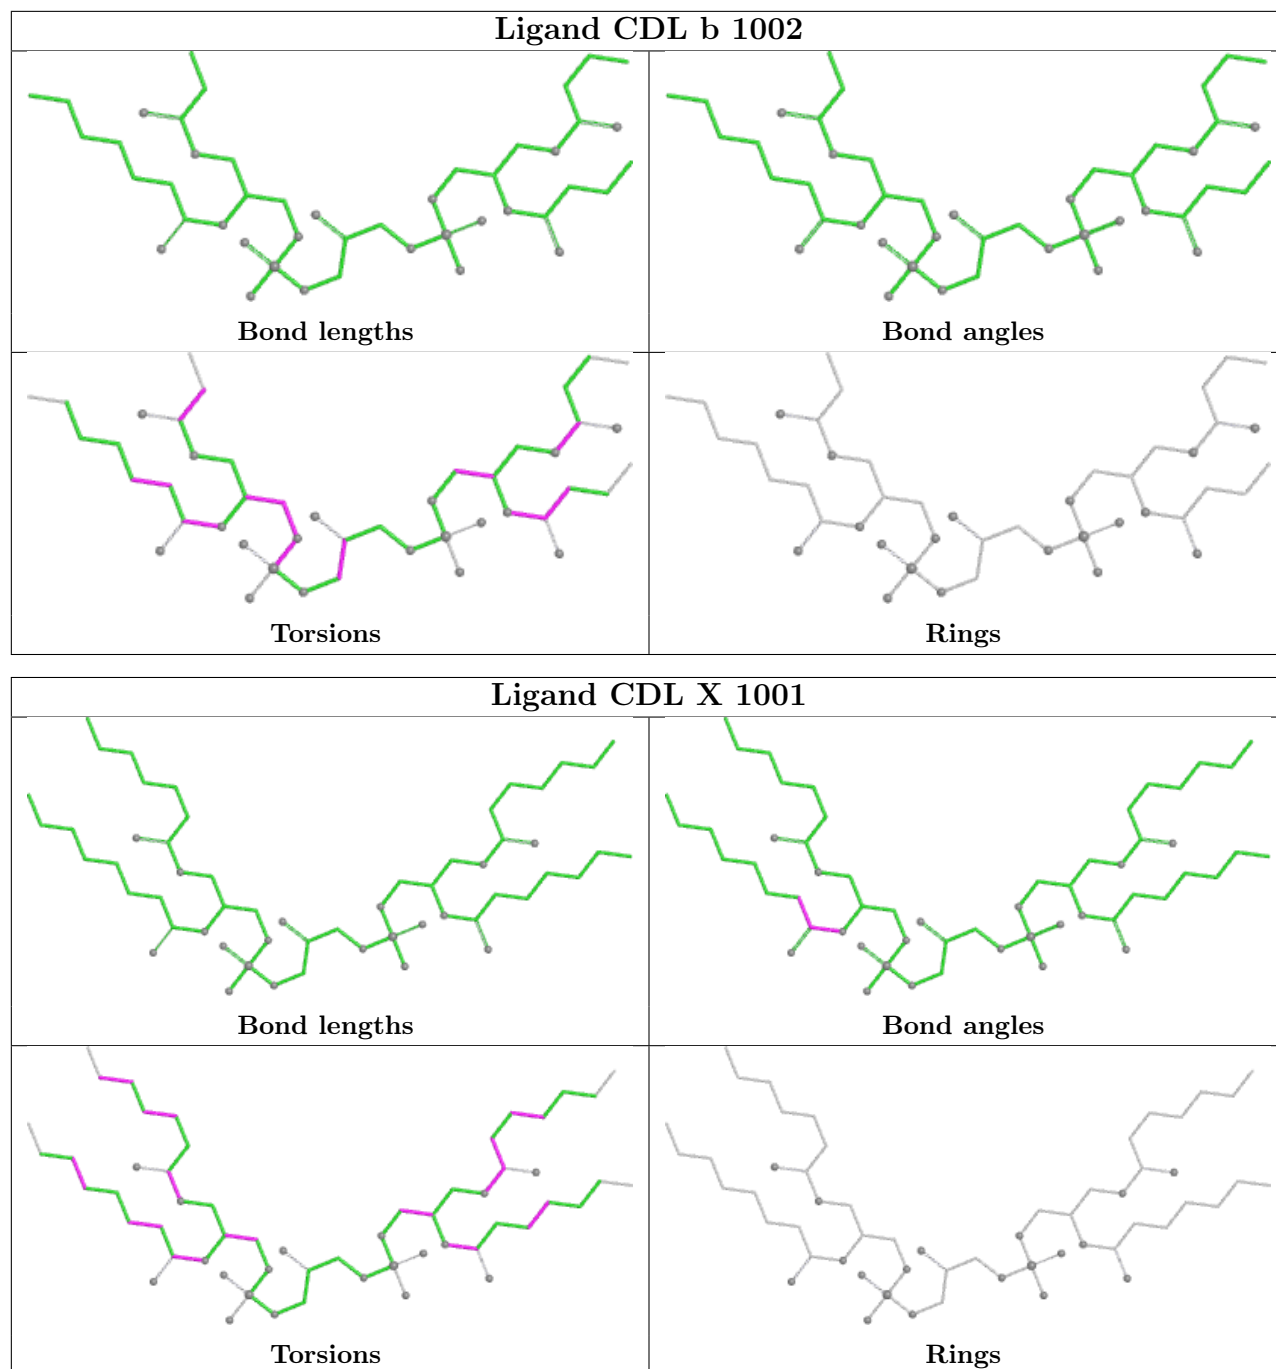 Ligand CDL b 1002
Bond lengths
Bond angles
Torsions
Rings
Ligand CDL X 1001
Bond lengths
Bond angles
Torsions
Rings